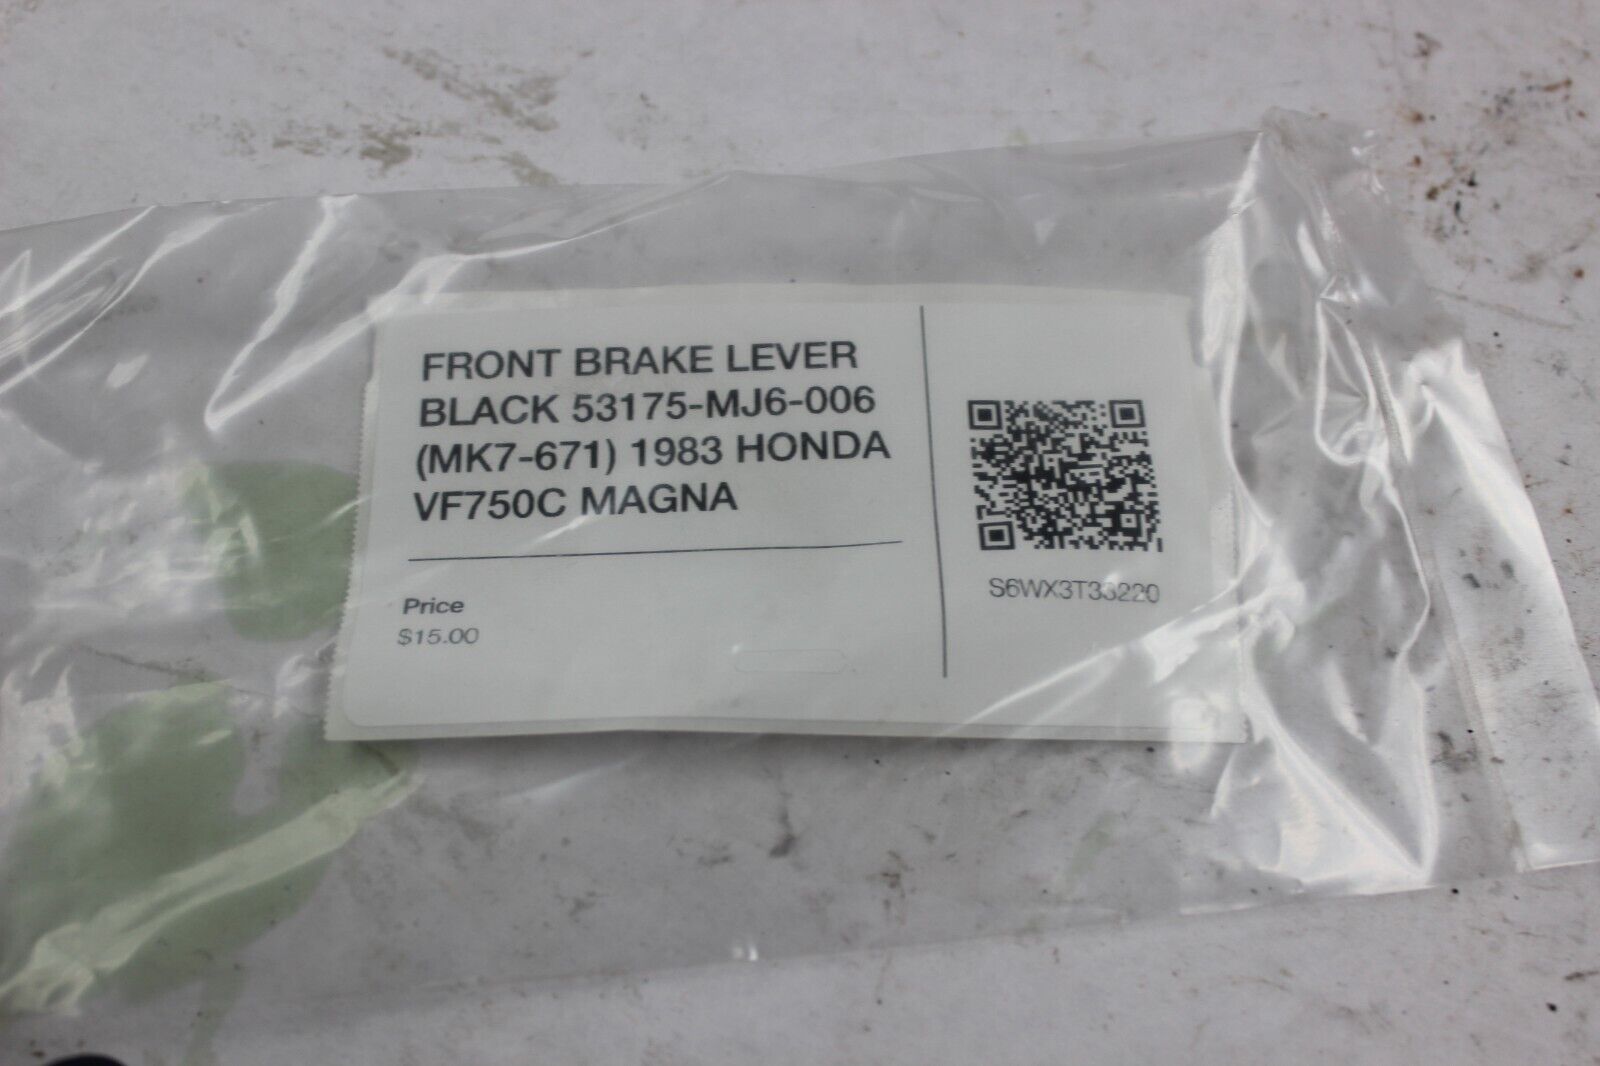 FRONT BRAKE LEVER
BLACK 53175-MJ6-006
(MK7-671) 1983 HONDA
VF750C MAGNA
Price
$15.00
S6WX3T33220